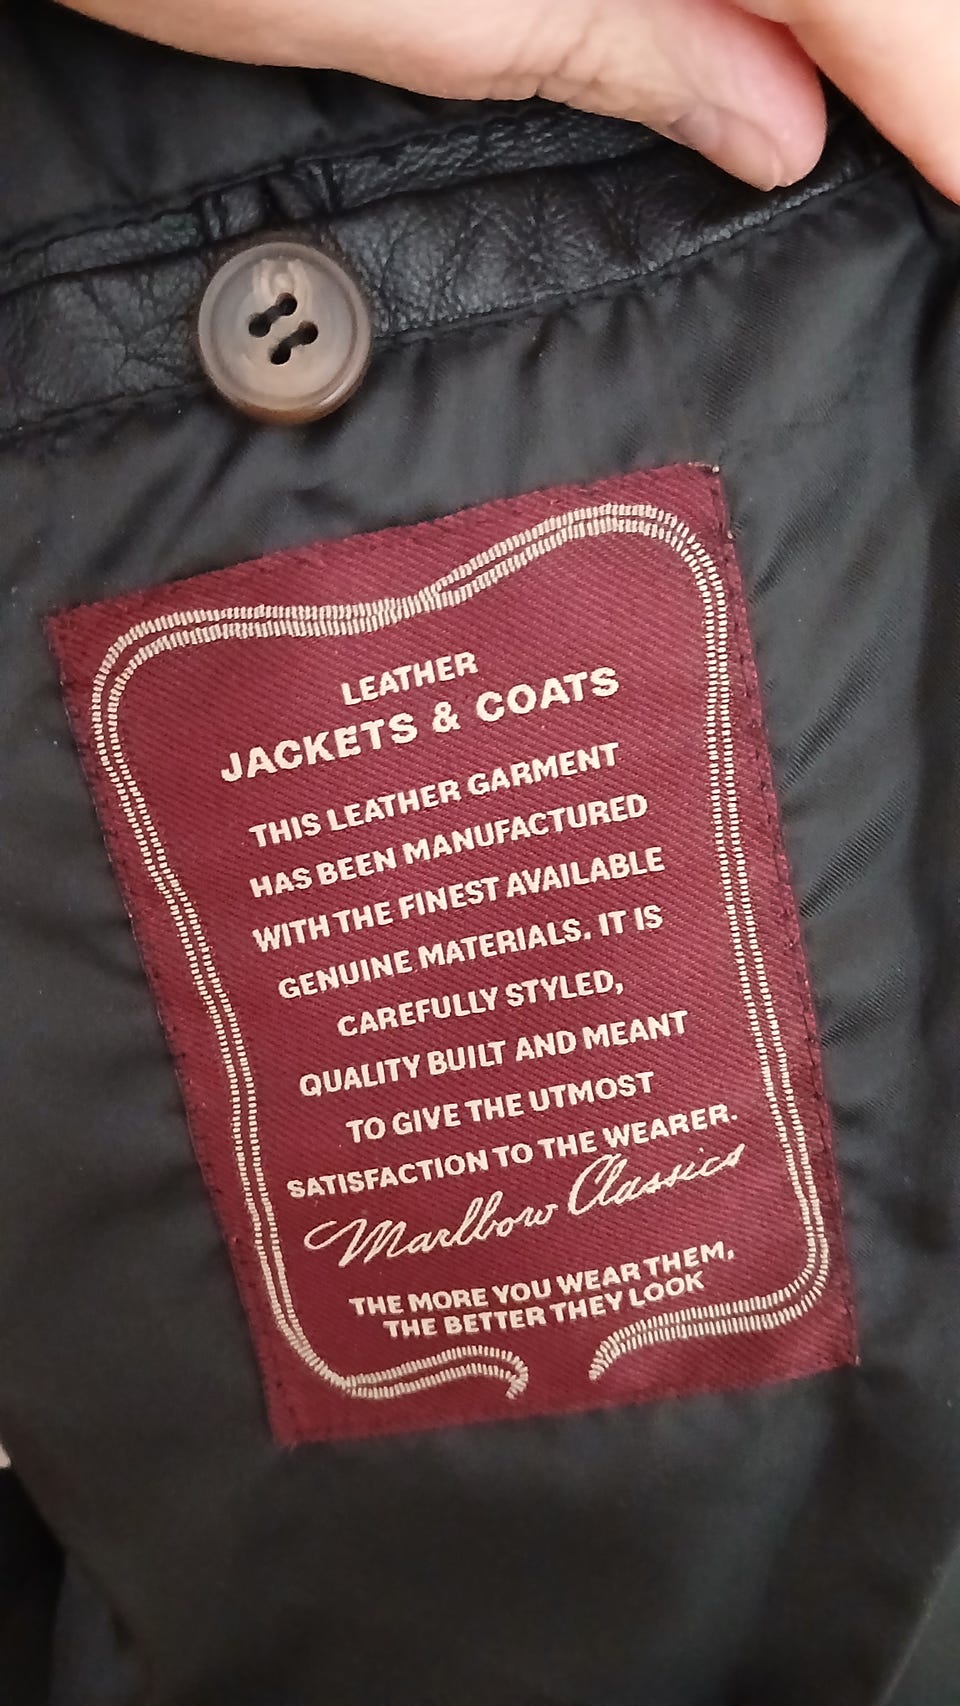 LEATHER
JACKETS & COATS
THIS LEATHER GARMENT
HAS BEEN MANUFACTURED
WITH THE FINEST AVAILABLE
GENUINE MATERIALS. IT IS
CAREFULLY STYLED,
QUALITY BUILT AND MEANT
TO GIVE THE UTMOST
SATISFACTION TO THE WEARER.
Marlbow Classics
THE MORE YOU WEAR THEM,
THE BETTER THEY LOOK